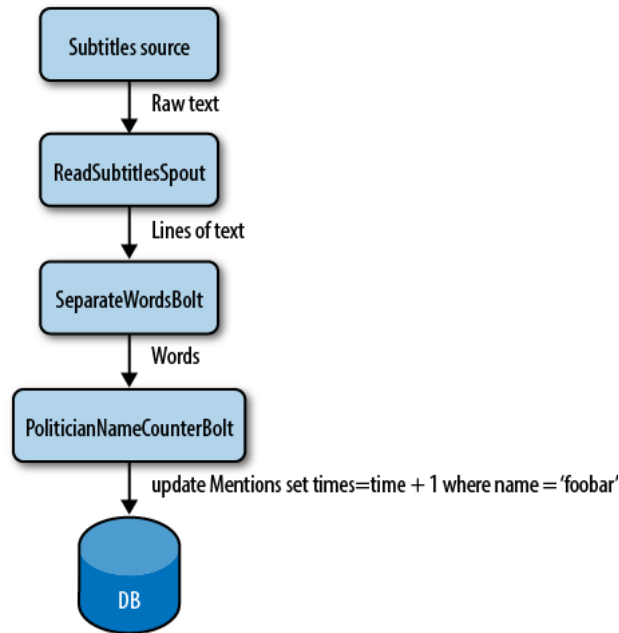 Subtitles source
Raw text
ReadSubtitlesSpout
Lines of text
SeparateWordsBolt
Words
PoliticianNameCounterBolt
update Mentions set times=time + 1 where name = ‘foobar’
DB